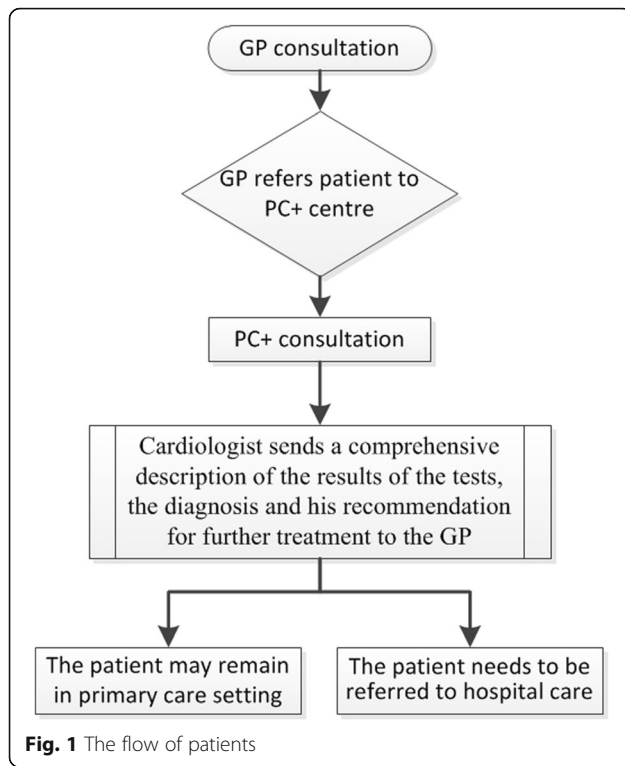 GP consultation
GP refers patient to
PC+ centre
PC+ consultation
Cardiologist sends a comprehensive
description of the results of the tests,
the diagnosis and his recommendation
for further treatment to the GP
The patient may remain
in primary care setting
The patient needs to be
referred to hospital care
Fig. 1 The flow of patients